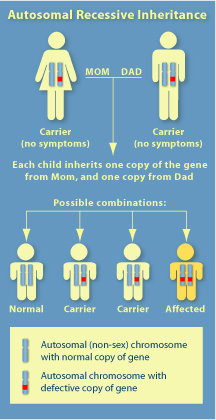 Autosomal Recessive Inheritance
MOM DAD
Carrier
(no symptoms)
Carrier
(no symptoms)
Each child inherits one copy of the gene
from Mom, and one copy from Dad
Possible combinations:
Normal Carrier Carrier Affected
Autosomal (non-sex) chromosome
with normal copy of gene
Autosomal chromosome with
defective copy of gene